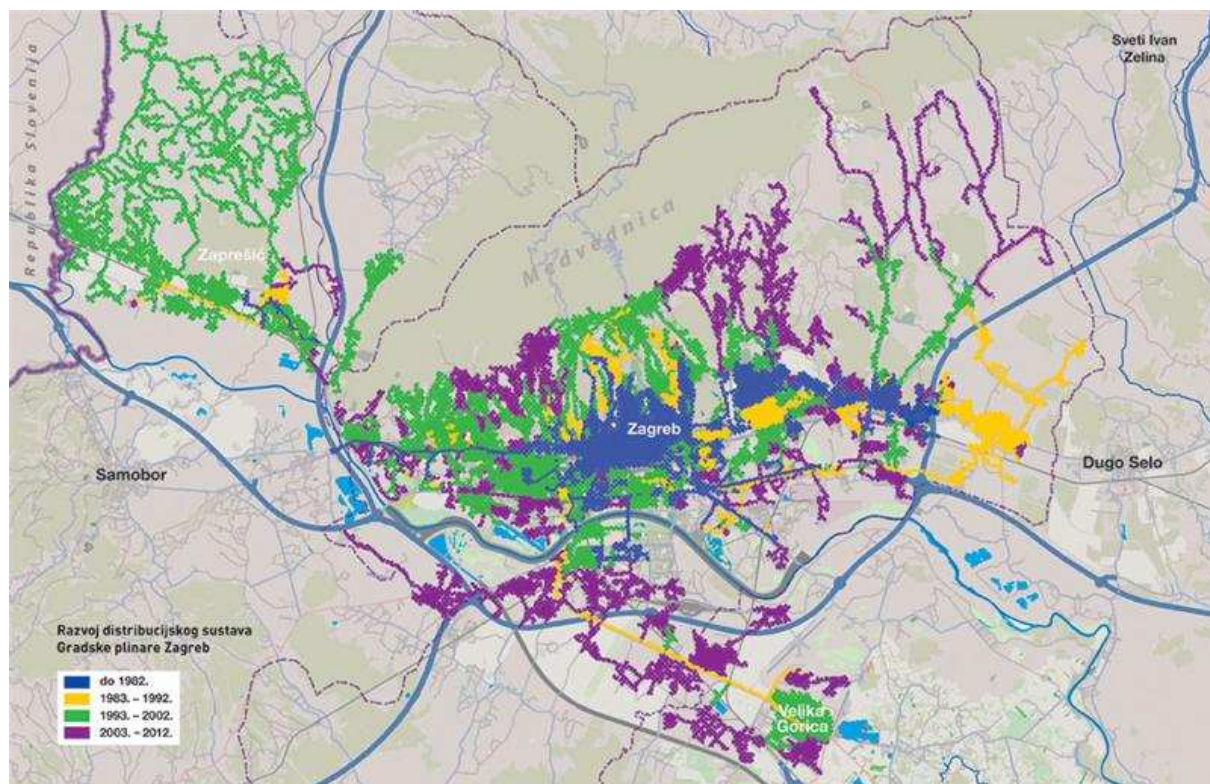 Republika Slovenija
Sveti Ivan
Zelina
Medvednica
Zaprešić
Zagreb
Samobor
Dugo Selo
Velika
Gorica
Razvoj distribucijskog sustava
Gradske plinare Zagreb
do 1982.
1983. - 1992.
1993. - 2002.
2003. - 2012.